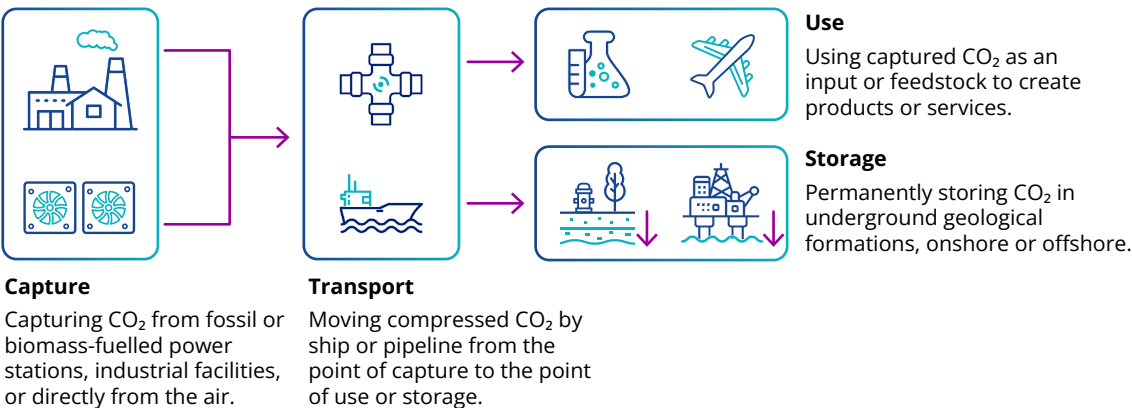 Use
Using captured CO₂ as an
input or feedstock to create
products or services.
Storage
Permanently storing CO₂ in
underground geological
formations, onshore or offshore.
Capture
Capturing CO₂ from fossil or
biomass-fuelled power
stations, industrial facilities,
or directly from the air.
Transport
Moving compressed CO₂ by
ship or pipeline from the
point of capture to the point
of use or storage.